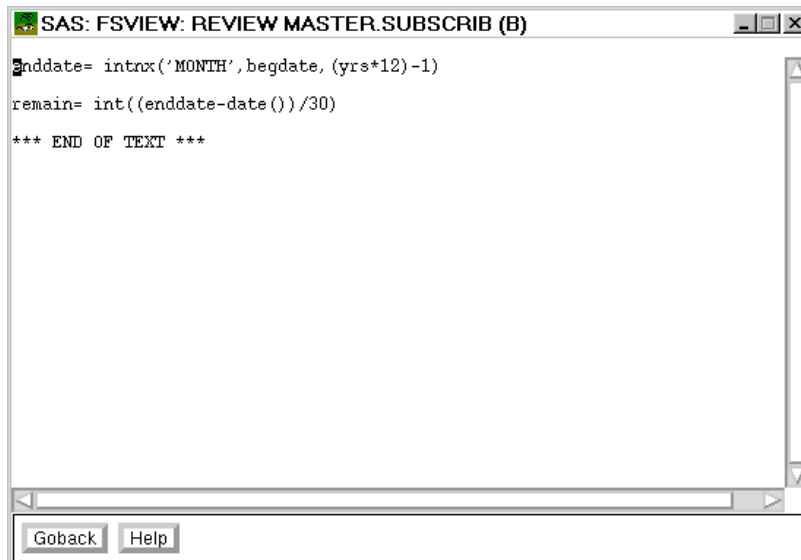 SAS: FSVIEW: REVIEW MASTER.SUBSCRIB (B)
enddate= intnx('MONTH',begdate,(yrs*12)-1)
remain= int((enddate-date())/30)
*** END OF TEXT ***
Goback Help